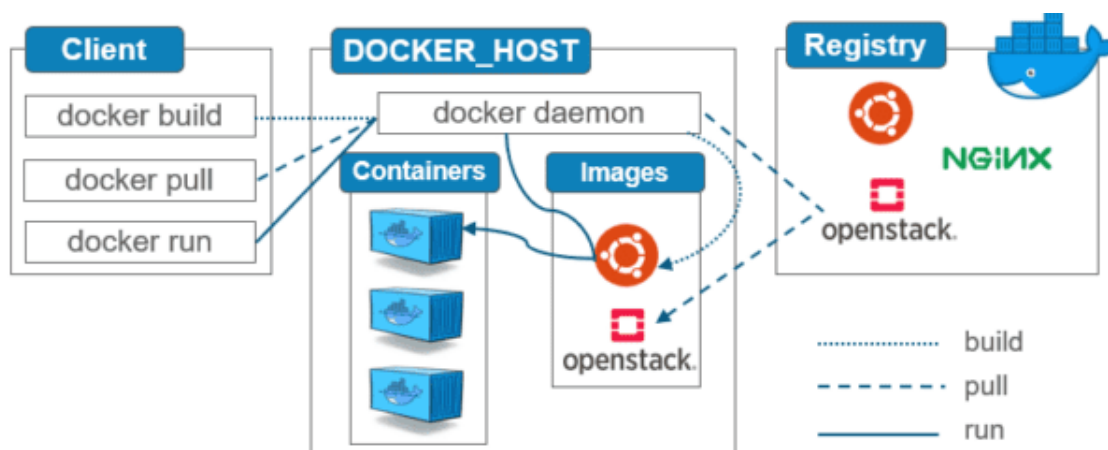 Client
docker build
docker pull
docker run
DOCKER_HOST
docker daemon
Containers
Images
openstack.
Registry
NGiNX
openstack.
build
pull
run